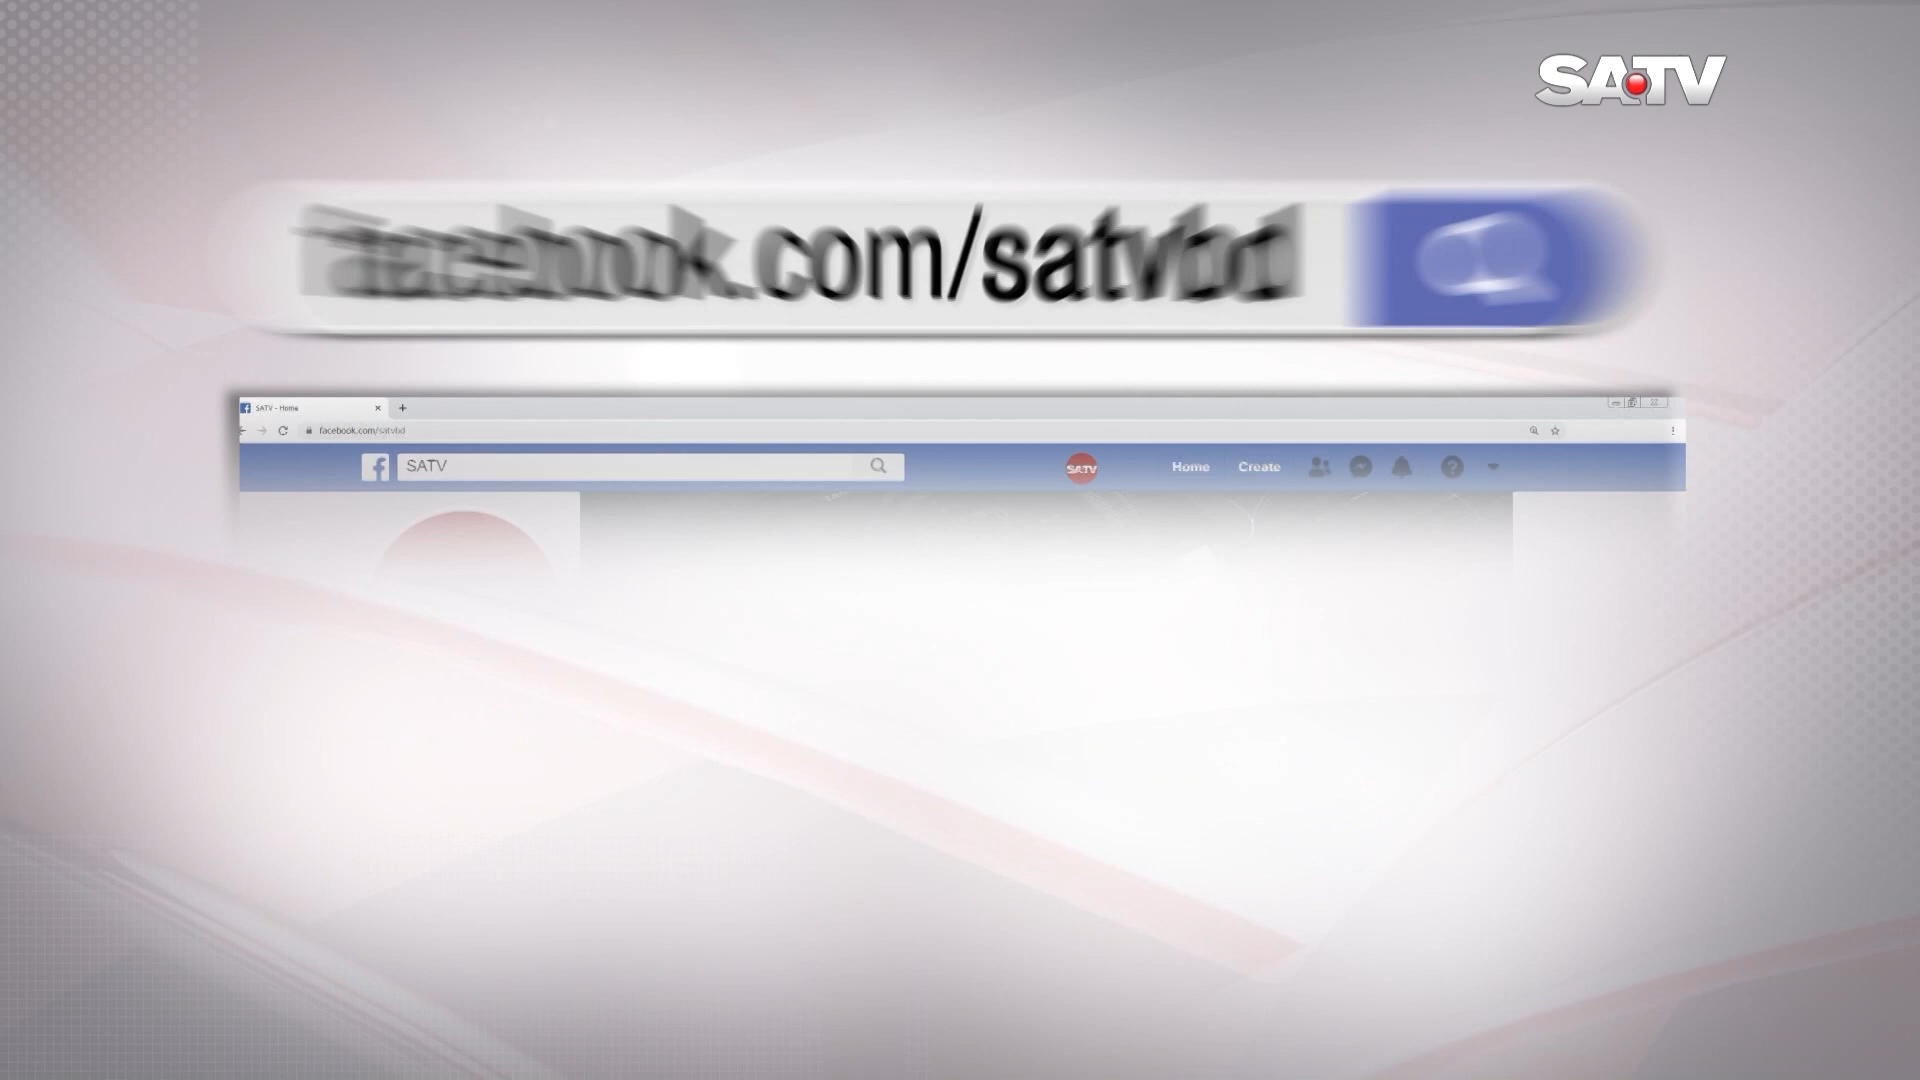 SATV
facebook.com/satvbd
SATV - Home
facebook.com/satvbd
SATV
SATV
Home
Create